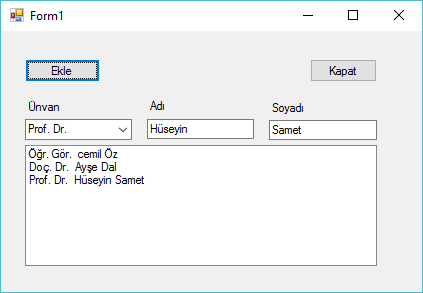 Form1
Ekle
Kapat
Ünvan
Adı
Soyadı
Prof. Dr.
Hüseyin
Samet
Öğr. Gör.  cemil Öz
Doç. Dr.  Ayşe Dal
Prof. Dr.  Hüseyin Samet